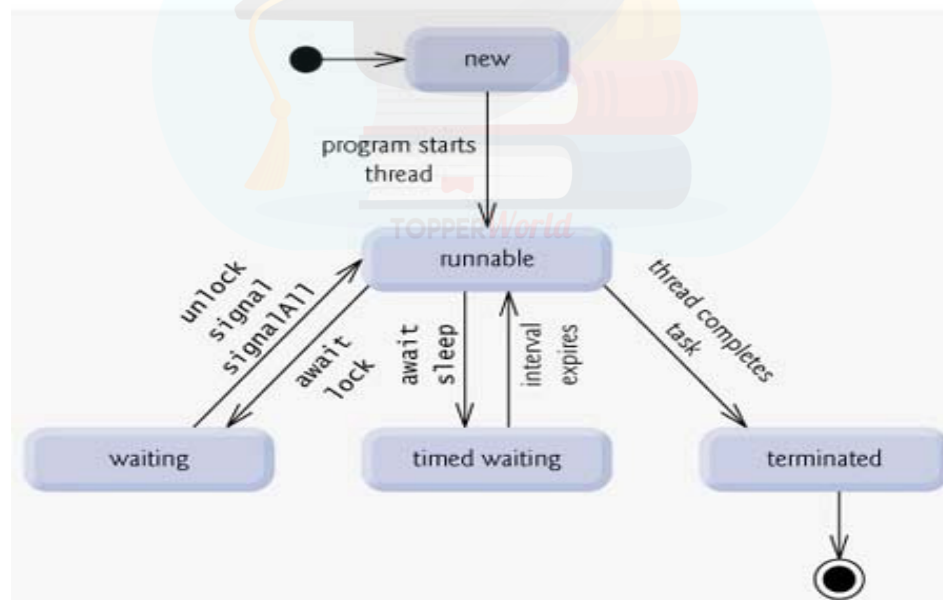 new
program starts
thread
TOPPERWorld
runnable
unlock
signal
signalAll
await
lock
await
sleep
interval
expires
thread completes
task
waiting
timed waiting
terminated